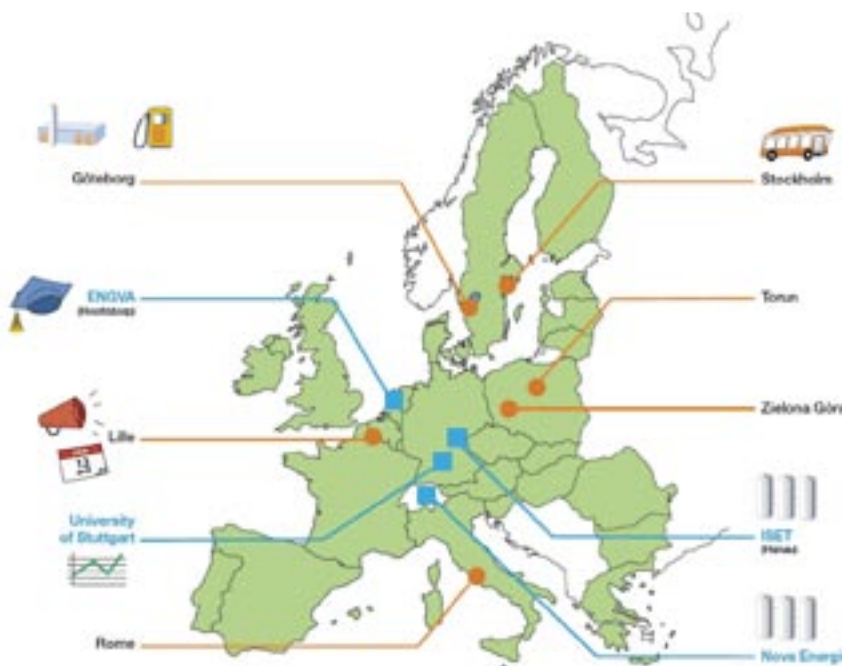 Göteborg
Stockholm
ENGVA
Torun
Zielona Góra
Lille
University
of Stuttgart
ISET
Rome
Nova Energi